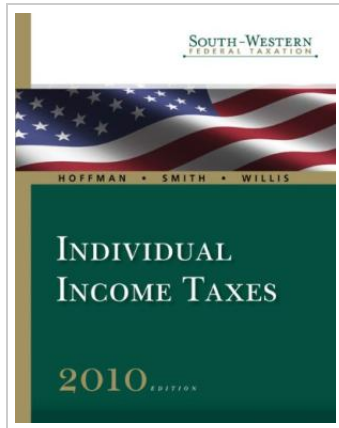 SOUTH-WESTERN
FEDERAL TAXATION
HOFFMAN • SMITH • WILLIS
INDIVIDUAL
INCOME TAXES
2010 EDITION